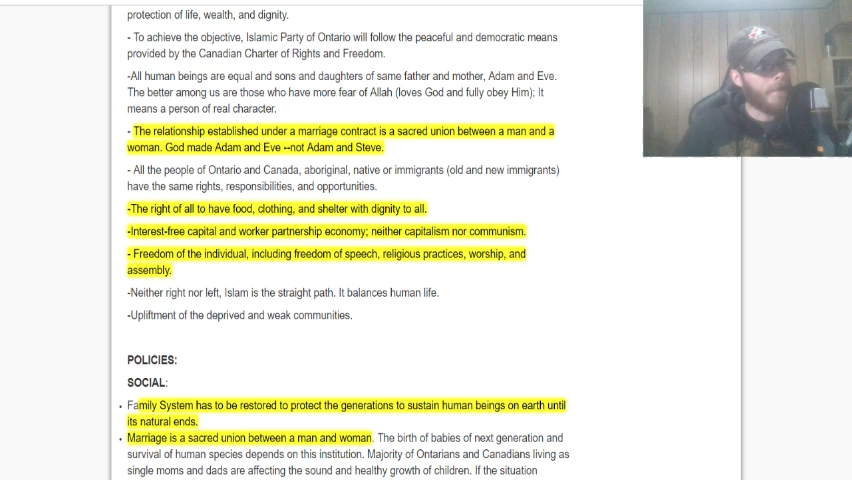 protection of life, wealth, and dignity.
- To achieve the objective, Islamic Party of Ontario will follow the peaceful and democratic means
provided by the Canadian Charter of Rights and Freedom.
-All human beings are equal and sons and daughters of same father and mother, Adam and Eve.
The better among us are those who have more fear of Allah (loves God and fully obey Him); It
means a person of real character.
- The relationship established under a marriage contract is a sacred union between a man and a
woman. God made Adam and Eve --not Adam and Steve.
- All the people of Ontario and Canada, aboriginal, native or immigrants (old and new immigrants)
have the same rights, responsibilities, and opportunities.
-The right of all to have food, clothing, and shelter with dignity to all.
-Interest-free capital and worker partnership economy; neither capitalism nor communism.
- Freedom of the individual, including freedom of speech, religious practices, worship, and
assembly.
-Neither right nor left, Islam is the straight path. It balances human life.
-Upliftment of the deprived and weak communities.
POLICIES:
SOCIAL:
• Family System has to be restored to protect the generations to sustain human beings on earth until
its natural ends.
• Marriage is a sacred union between a man and woman. The birth of babies of next generation and
survival of human species depends on this institution. Majority of Ontarians and Canadians living as
single moms and dads are affecting the sound and healthy growth of children. If the situation